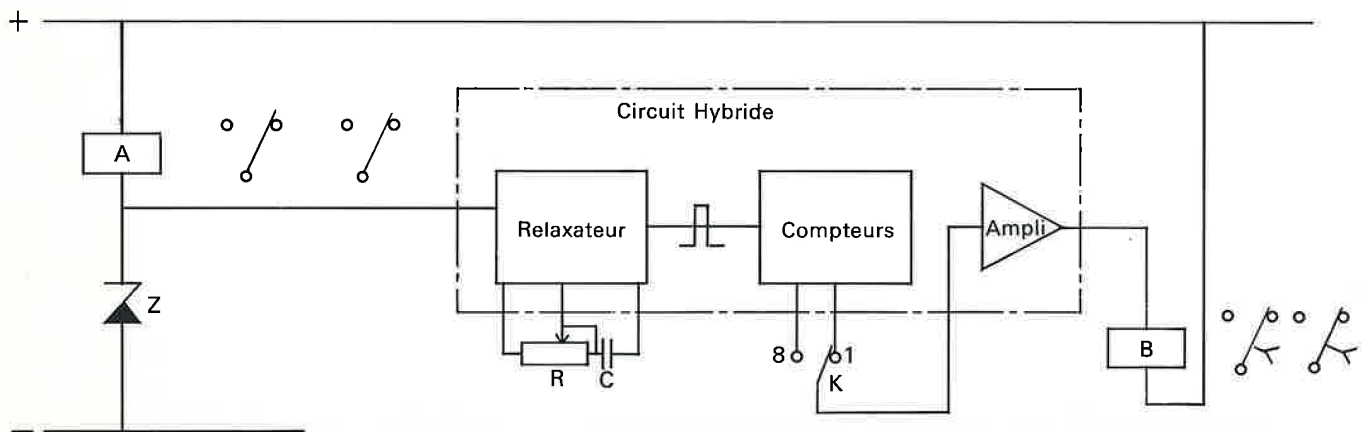 +
Circuit Hybride
A
Relaxateur
Compteurs
Ampli
Z
8
1
B
R
C
K
−